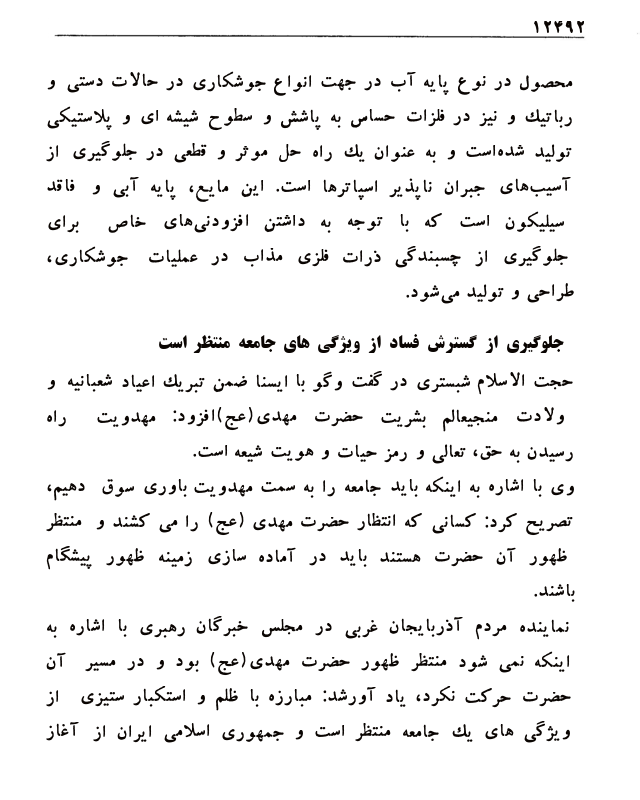 ۱۲۴۹۲
محصول در نوع پایه آب در جهت انواع جوشکاری در حالات دستی و
رباتیك و نیز در فلزات حساس به پاشش و سطوح شیشه ای و پلاستیکی
تولید شده‌است و به عنوان یك راه حل موثر و قطعی در جلوگیری از
آسیب‌های جبران ناپذیر اسپاترها است. این مایع، پایه آبی و فاقد
سیلیکون است که با توجه به داشتن افزودنی‌های خاص برای
جلوگیری از چسبندگی ذرات فلزی مذاب در عملیات جوشکاری،
طراحی و تولید می‌شود.
جلوگیری از گسترش فساد از ویژگی های جامعه منتظر است
حجت الاسلام شبستری در گفت وگو با ایسنا ضمن تبریك اعیاد شعبانیه و
ولادت منجیعالم بشریت حضرت مهدی(عج)افزود: مهدویت راه
رسیدن به حق، تعالی و رمز حیات و هویت شیعه است.
وی با اشاره به اینکه باید جامعه را به سمت مهدویت باوری سوق دهیم،
تصریح کرد: کسانی که انتظار حضرت مهدی (عج) را می کشند و منتظر
ظهور آن حضرت هستند باید در آماده سازی زمینه ظهور پیشگام
باشند.
نماینده مردم آذربایجان غربی در مجلس خبرگان رهبری با اشاره به
اینکه نمی شود منتظر ظهور حضرت مهدی(عج) بود و در مسیر آن
حضرت حرکت نکرد، یاد آورشد: مبارزه با ظلم و استکبار ستیزی از
ویژگی های یك جامعه منتظر است و جمهوری اسلامی ایران از آغاز